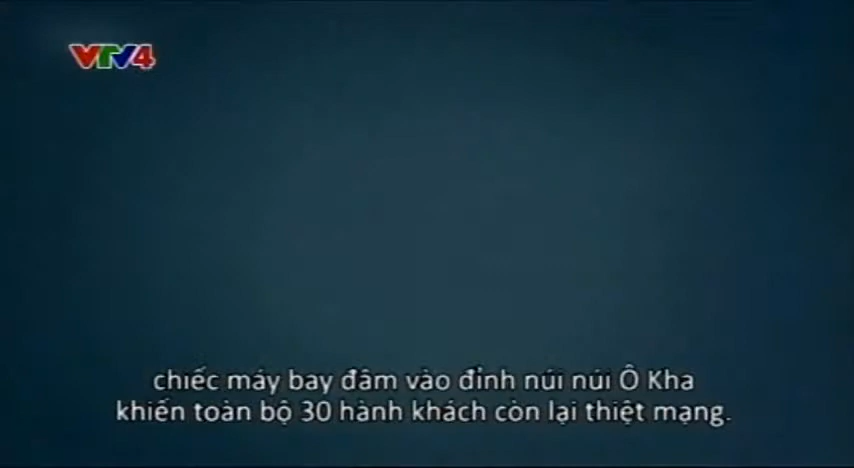 VTV4
chiếc máy bay đâm vào đỉnh núi núi Ô Kha
khiến toàn bộ 30 hành khách còn lại thiệt mạng.